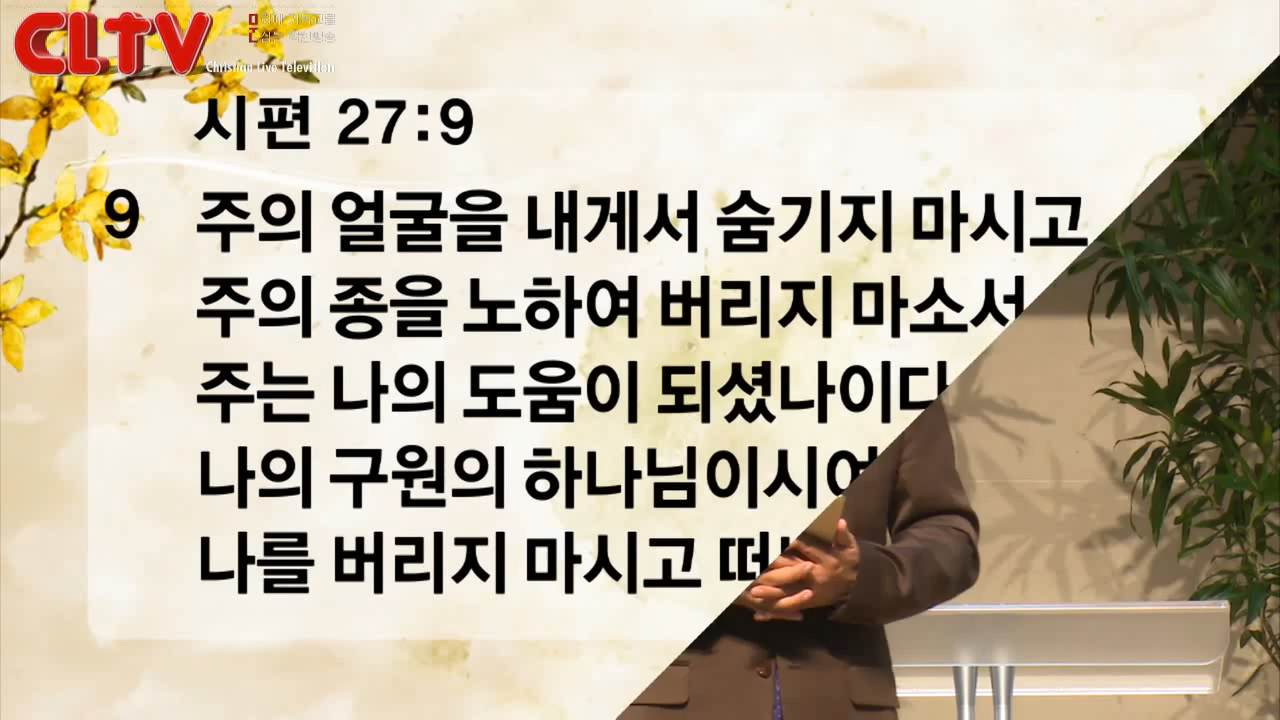 CLTV
Christian Live Television
시편 27:9
9 주의 얼굴을 내게서 숨기지 마시고
주의 종을 노하여 버리지 마소서
주는 나의 도움이 되셨나이다
나의 구원의 하나님이시여
나를 버리지 마시고